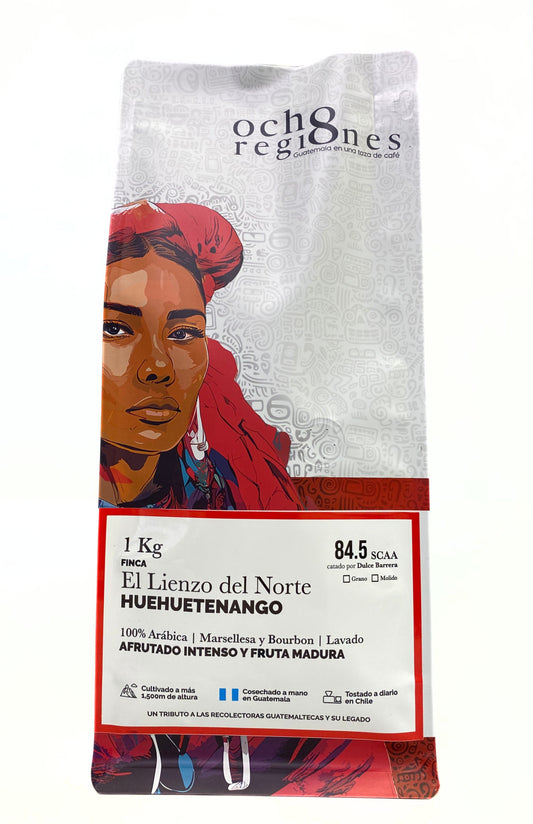 och8
regi8nes
Guatemala en una taza de café
1 Kg
84.5 SCAA
catado por Dulce Barrera
Grano Molido
FINCA
El Lienzo del Norte
HUEHUETENANGO
100% Arábica | Marsellesa y Bourbon | Lavado
AFRUTADO INTENSO Y FRUTA MADURA
Cultivado a más
1,500m de altura
Cosechado a mano
en Guatemala
Tostado a diario
en Chile
UN TRIBUTO A LAS RECOLECTORAS GUATEMALTECAS Y SU LEGADO